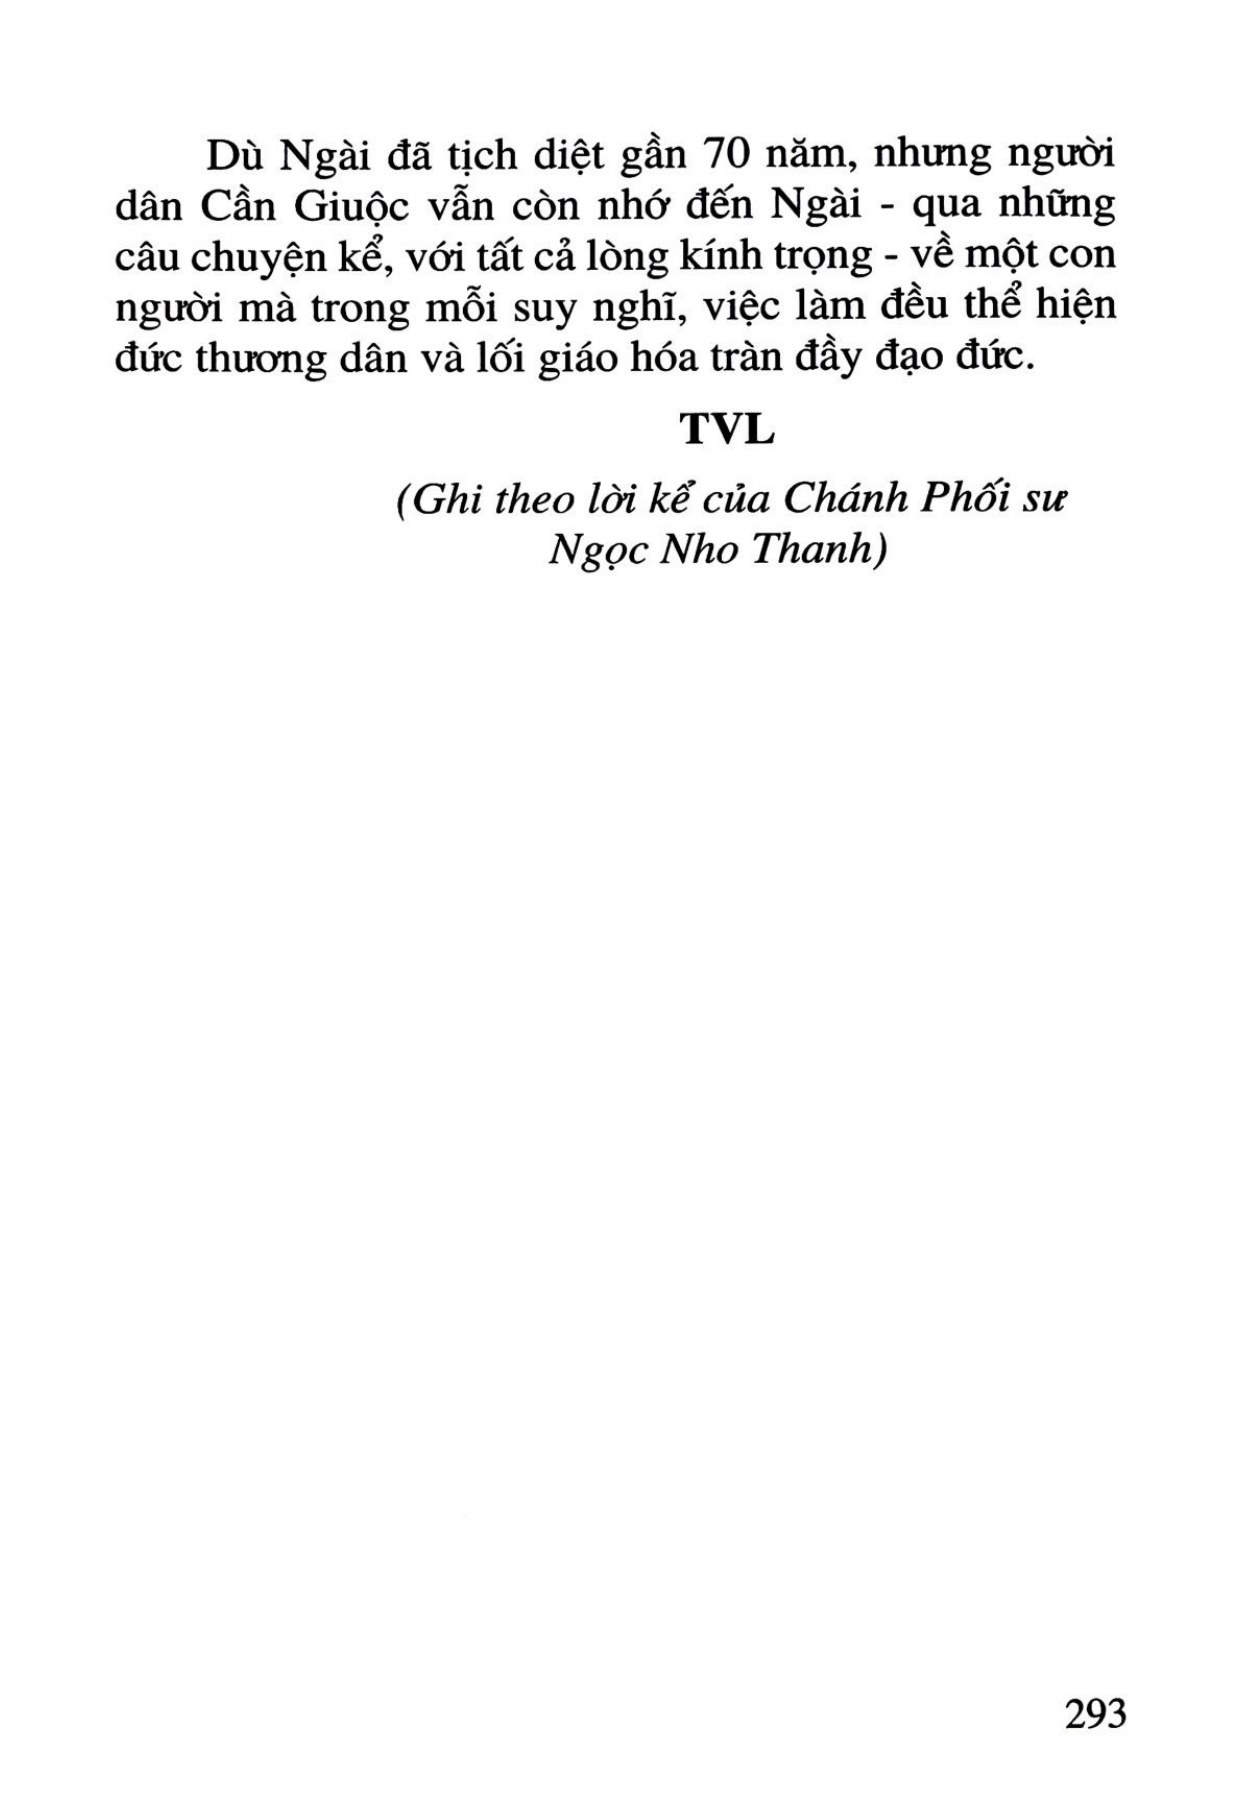 Dù Ngài đã tịch diệt gần 70 năm, nhưng người
dân Cần Giuộc vẫn còn nhớ đến Ngài - qua những
câu chuyện kể, với tất cả lòng kính trọng - về một con
người mà trong mỗi suy nghĩ, việc làm đều thể hiện
đức thương dân và lối giáo hóa tràn đầy đạo đức.
TVL
(Ghi theo lời kể của Chánh Phối sư
Ngọc Nho Thanh)
293